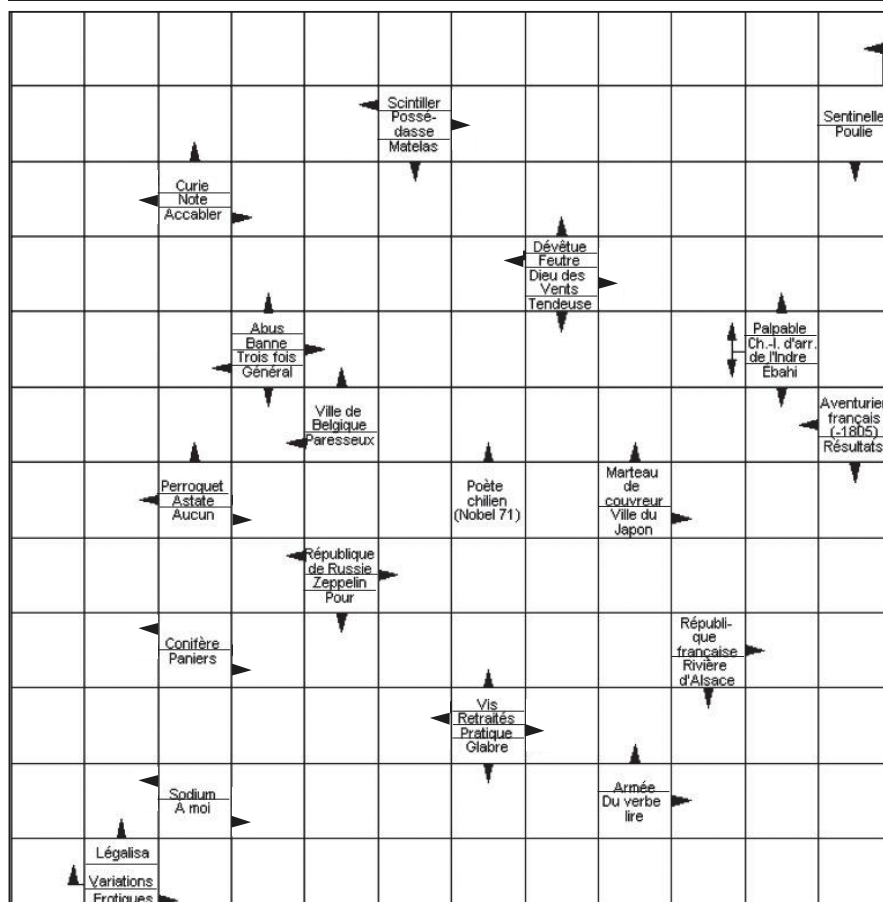 Scintiller
Possé-
dasse
Matelas
Sentinelle
Poulie
Curie
Note
Accabler
Dévêtue
Feutre
Dieu des
Vents
Tendeuse
Abus
Banne
Trois fois
Général
Palpable
Ch.-l. d'arr.
de l'Indre
Ébahi
Ville de
Belgique
Paresseux
Aventurier
français
(-1805)
Résultats
Perroquet
Astate
Aucun
Poète
chilien
(Nobel 71)
Marteau
de
couvreur
Ville du
Japon
République
de Russie
Zeppelin
Pour
Conifère
Paniers
Républi-
que
française
Rivière
d'Alsace
Vis
Retraités
Pratique
Glabre
Sodium
A moi
Armée
Du verbe
lire
Légalisa
Variations
Erotiques